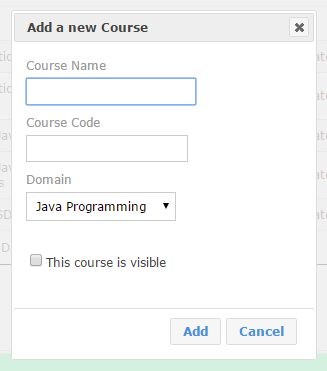 Add a new Course
Course Name
Course Code
Domain
Java Programming
This course is visible
Add
Cancel